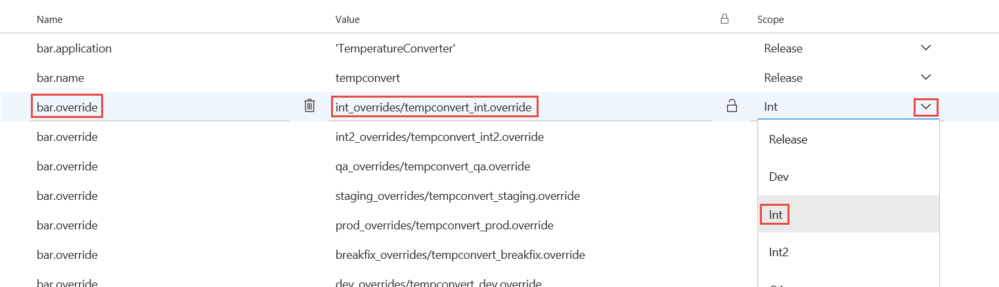 Name Value Scope
bar.application 'TemperatureConverter' Release
bar.name tempconvert Release
bar.override int_overrides/tempconvert_int.override Int
bar.override int2_overrides/tempconvert_int2.override Release
bar.override qa_overrides/tempconvert_qa.override Dev
bar.override staging_overrides/tempconvert_staging.override Int
bar.override prod_overrides/tempconvert_prod.override
bar.override breakfix_overrides/tempconvert_breakfix.override Int2
bar.override dev_overrides/tempconvert_dev.override